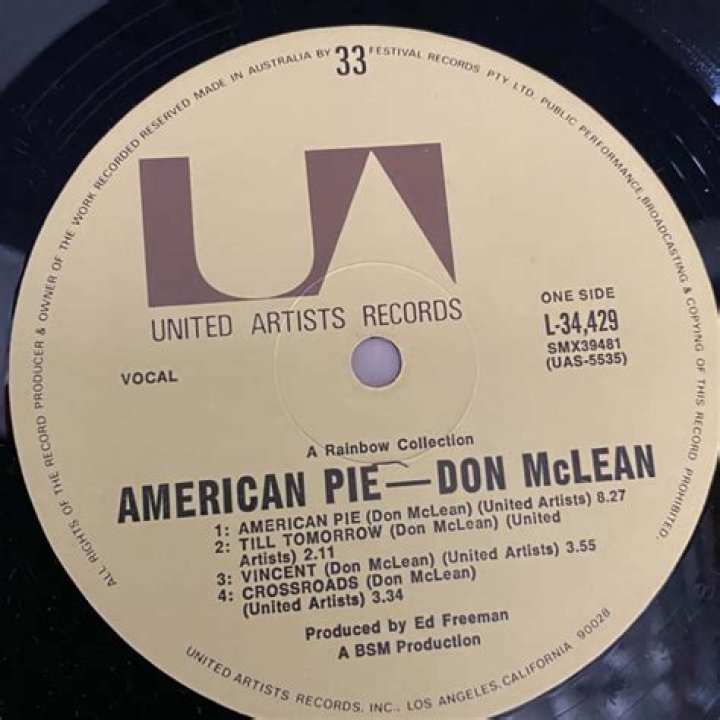 ALL RIGHTS OF THE RECORD PRODUCER & OWNER OF THE WORK RECORDED RESERVED MADE IN AUSTRALIA BY FESTIVAL RECORDS PTY. LTD. PUBLIC PERFORMANCE, BROADCASTING & COPYING OF THIS RECORD PROHIBITED.
33
UA
UNITED ARTISTS RECORDS
ONE SIDE
L-34,429
SMX39481
(UAS-5535)
VOCAL
A Rainbow Collection
AMERICAN PIE—DON McLEAN
1: AMERICAN PIE (Don McLean) (United Artists) 8.27
2: TILL TOMORROW (Don McLean) (United
Artists) 2.11
3: VINCENT (Don McLean) (United Artists) 3.55
4: CROSSROADS (Don McLean)
(United Artists) 3.34
Produced by Ed Freeman
A BSM Production
UNITED ARTISTS RECORDS, INC., LOS ANGELES, CALIFORNIA 90028